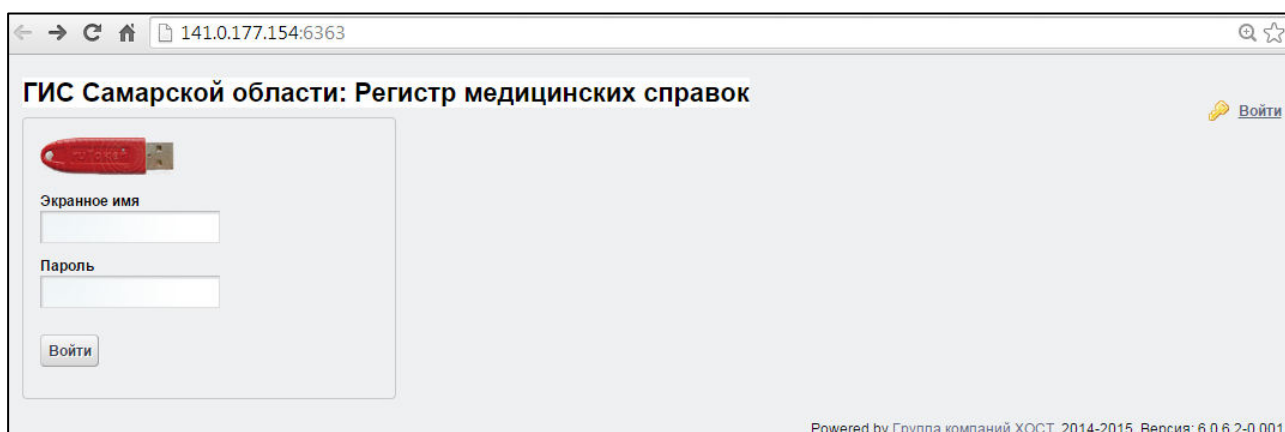 141.0.177.154:6363
ГИС Самарской области: Регистр медицинских справок
Войти
Экранное имя
Пароль
Войти
Powered by Группа компаний ХОСТ, 2014-2015, Версия: 6.0.6.2-0.001